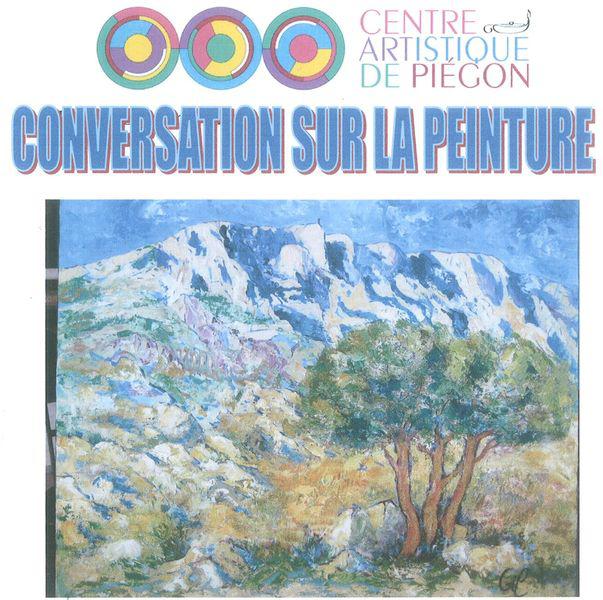 CENTRE
ARTISTIQUE
DE PIÉGON
CONVERSATION SUR LA PEINTURE